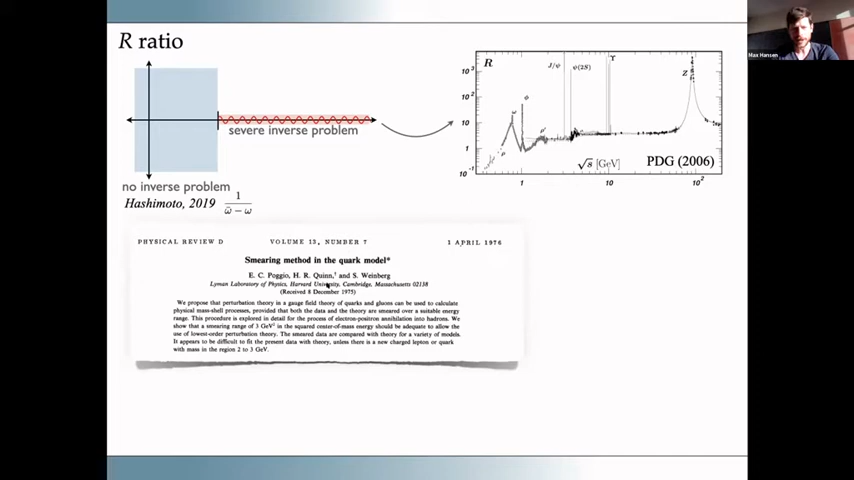 R ratio
severe inverse problem
no inverse problem
Hashimoto, 2019
1
ω̄ − ω
R
J/ψ
ψ(2S)
ϒ
Z
ϕ
ω
ρ
ρ′
10³
10²
10
1
10⁻¹
1
10
10²
√s [GeV]
PDG (2006)
Max Hansen
PHYSICAL REVIEW D VOLUME 13, NUMBER 7 1 APRIL 1976
Smearing method in the quark model*
E. C. Poggio, H. R. Quinn,† and S. Weinberg
Lyman Laboratory of Physics, Harvard University, Cambridge, Massachusetts 02138
(Received 8 December 1975)
We propose that perturbation theory in a gauge field theory of quarks and gluons can be used to calculate
physical mass-shell processes, provided that both the data and the theory are smeared over a suitable energy
range. This procedure is explored in detail for the process of electron-positron annihilation into hadrons. We
show that a smearing range of 3 GeV² in the squared center-of-mass energy should be adequate to allow the
use of lowest-order perturbation theory. The smeared data are compared with theory for a variety of models.
It appears to be difficult to fit the present data with theory, unless there is a new charged lepton or quark
with mass in the region 2 to 3 GeV.